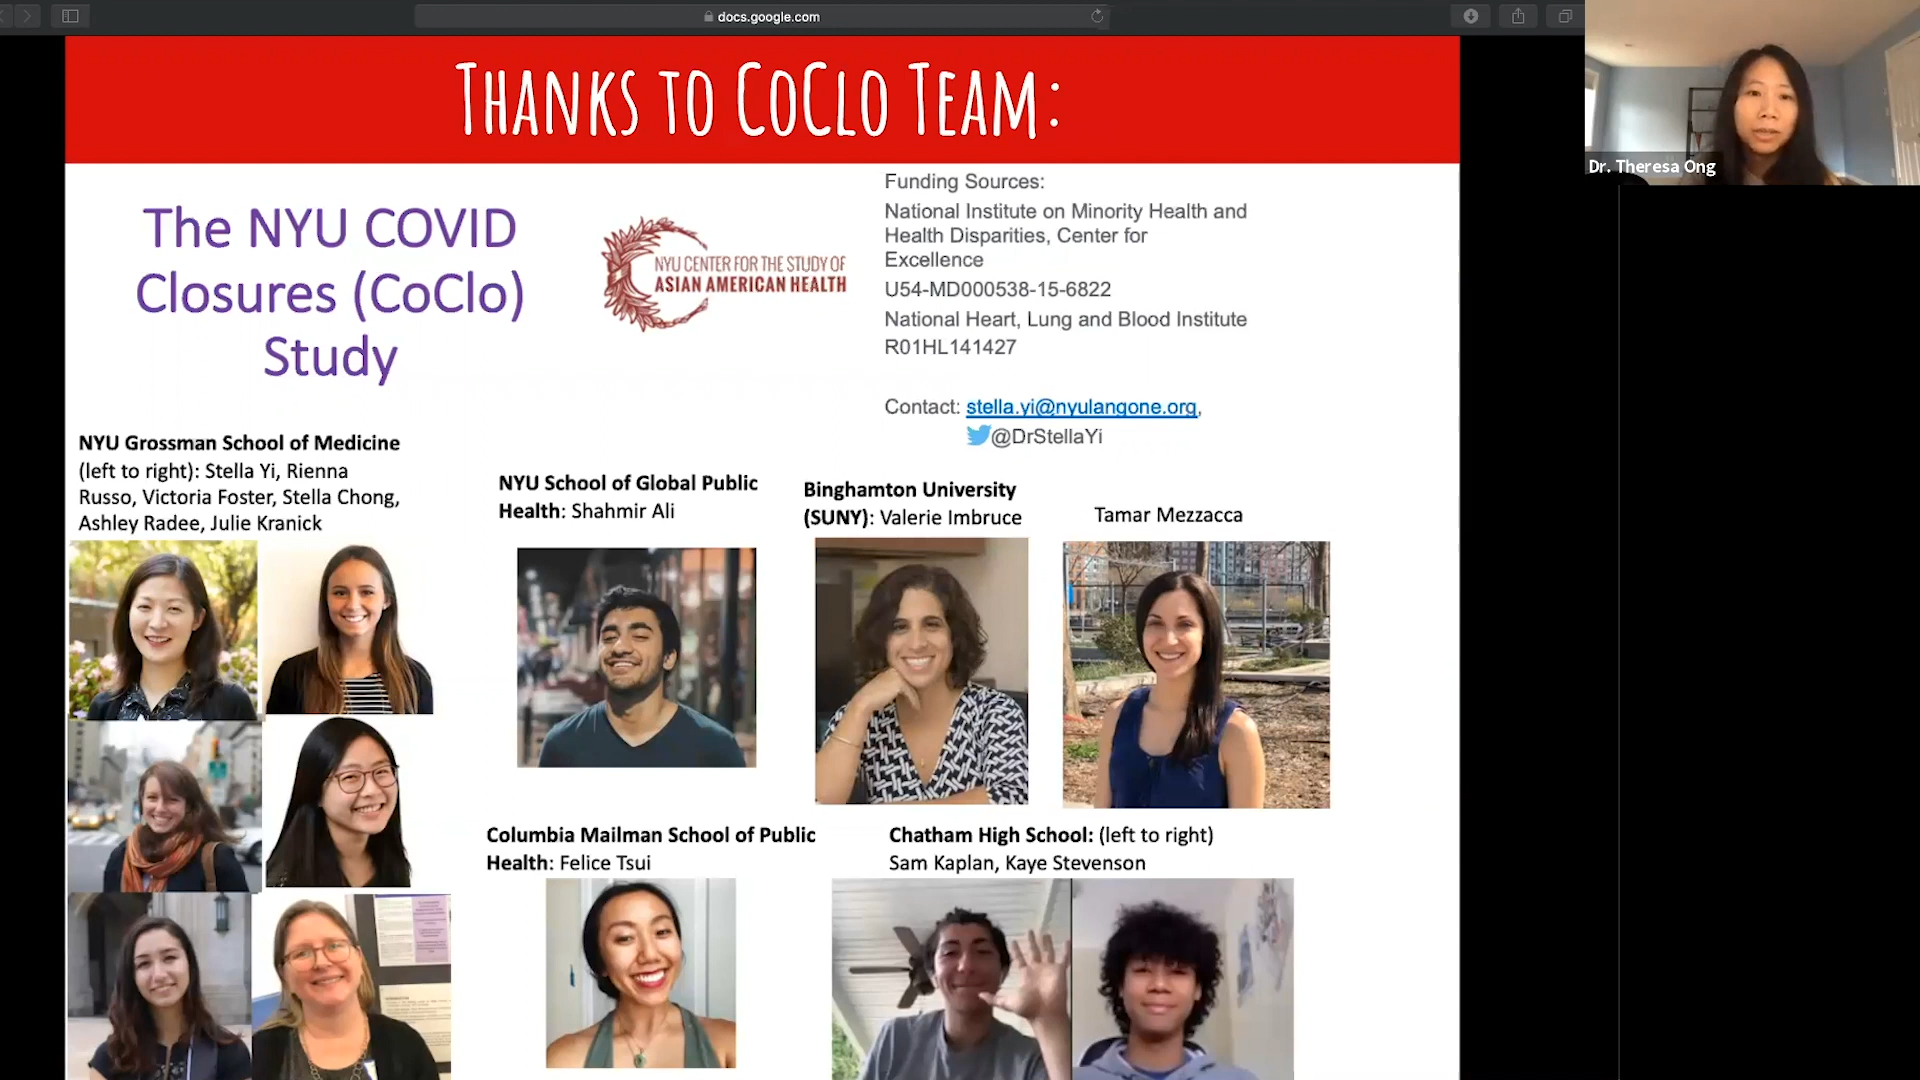 docs.google.com
THANKS TO COCLO TEAM:
Dr. Theresa Ong
The NYU COVID
Closures (CoClo)
Study
NYU CENTER FOR THE STUDY OF
ASIAN AMERICAN HEALTH
Funding Sources:
National Institute on Minority Health and
Health Disparities, Center for
Excellence
U54-MD000538-15-6822
National Heart, Lung and Blood Institute
R01HL141427
Contact: stella.yi@nyulangone.org,
@DrStellaYi
NYU Grossman School of Medicine
(left to right): Stella Yi, Rienna
Russo, Victoria Foster, Stella Chong,
Ashley Radee, Julie Kranick
NYU School of Global Public
Health: Shahmir Ali
Binghamton University
(SUNY): Valerie Imbruce
Tamar Mezzacca
Columbia Mailman School of Public
Health: Felice Tsui
Chatham High School: (left to right)
Sam Kaplan, Kaye Stevenson